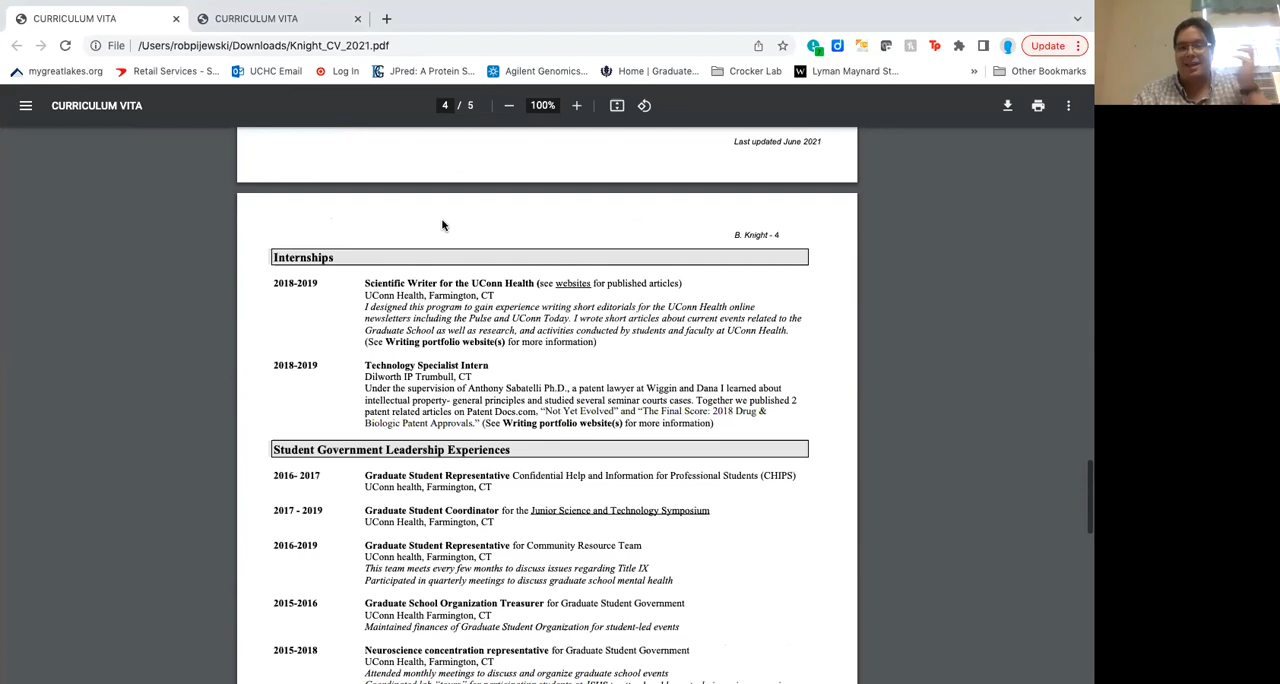 CURRICULUM VITA
CURRICULUM VITA
File /Users/robpijewski/Downloads/Knight_CV_2021.pdf
Update
mygreatlakes.org Retail Services - S... UCHC Email Log In JPred: A Protein S... Agilent Genomics... Home | Graduate... Crocker Lab Lyman Maynard St... » Other Bookmarks
CURRICULUM VITA 4 / 5 100%
Last updated June 2021
B. Knight - 4
Internships
2018-2019 Scientific Writer for the UConn Health (see websites for published articles)
UConn Health, Farmington, CT
I designed this program to gain experience writing short editorials for the UConn Health online
newsletters including the Pulse and UConn Today. I wrote short articles about current events related to the
Graduate School as well as research, and activities conducted by students and faculty at UConn Health.
(See Writing portfolio website(s) for more information)
2018-2019 Technology Specialist Intern
Dilworth IP Trumbull, CT
Under the supervision of Anthony Sabatelli Ph.D., a patent lawyer at Wiggin and Dana I learned about
intellectual property- general principles and studied several seminar courts cases. Together we published 2
patent related articles on Patent Docs.com. “Not Yet Evolved” and “The Final Score: 2018 Drug &
Biologic Patent Approvals.” (See Writing portfolio website(s) for more information)
Student Government Leadership Experiences
2016- 2017 Graduate Student Representative Confidential Help and Information for Professional Students (CHIPS)
UConn health, Farmington, CT
2017 - 2019 Graduate Student Coordinator for the Junior Science and Technology Symposium
UConn Health, Farmington, CT
2016-2019 Graduate Student Representative for Community Resource Team
UConn health, Farmington, CT
This team meets every few months to discuss issues regarding Title IX
Participated in quarterly meetings to discuss graduate school mental health
2015-2016 Graduate School Organization Treasurer for Graduate Student Government
UConn Health Farmington, CT
Maintained finances of Graduate Student Organization for student-led events
2015-2018 Neuroscience concentration representative for Graduate Student Government
UConn Health, Farmington, CT
Attended monthly meetings to discuss and organize graduate school events